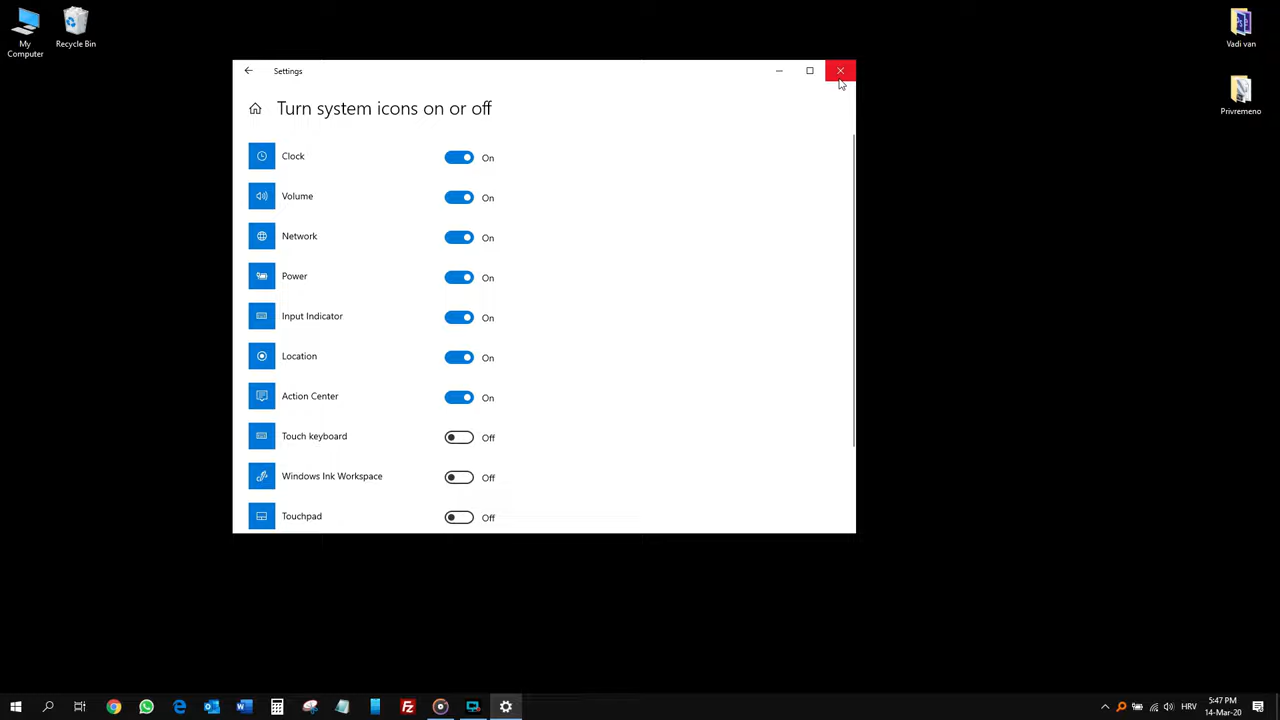 My
Computer
Recycle Bin
Vadi van
Privremeno
Settings
Turn system icons on or off
Clock
On
Volume
On
Network
On
Power
On
Input Indicator
On
Location
On
Action Center
On
Touch keyboard
Off
Windows Ink Workspace
Off
Touchpad
Off
HRV
5:47 PM
14-Mar-20